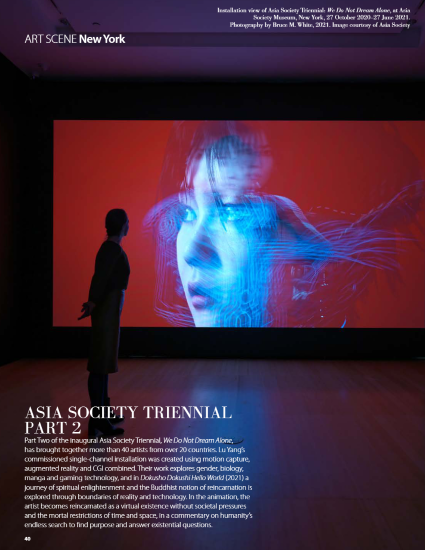 Installation view of Asia Society Triennial: We Do Not Dream Alone, at Asia
Society Museum, New York, 27 October 2020–27 June 2021.
Photography by Bruce M. White, 2021. Image courtesy of Asia Society
ART SCENE New York
ASIA SOCIETY TRIENNIAL
PART 2
Part Two of the inaugural Asia Society Triennial, We Do Not Dream Alone,
has brought together more than 40 artists from over 20 countries. Lu Yang's
commissioned single-channel installation was created using motion capture,
augmented reality and CGI combined. Their work explores gender, biology,
manga and gaming technology, and in Dokusho Dokushi Hello World (2021) a
journey of spiritual enlightenment and the Buddhist notion of reincarnation is
explored through boundaries of reality and technology. In the animation, the
artist becomes reincarnated as a virtual existence without societal pressures
and the mortal restrictions of time and space, in a commentary on humanity's
endless search to find purpose and answer existential questions.
40